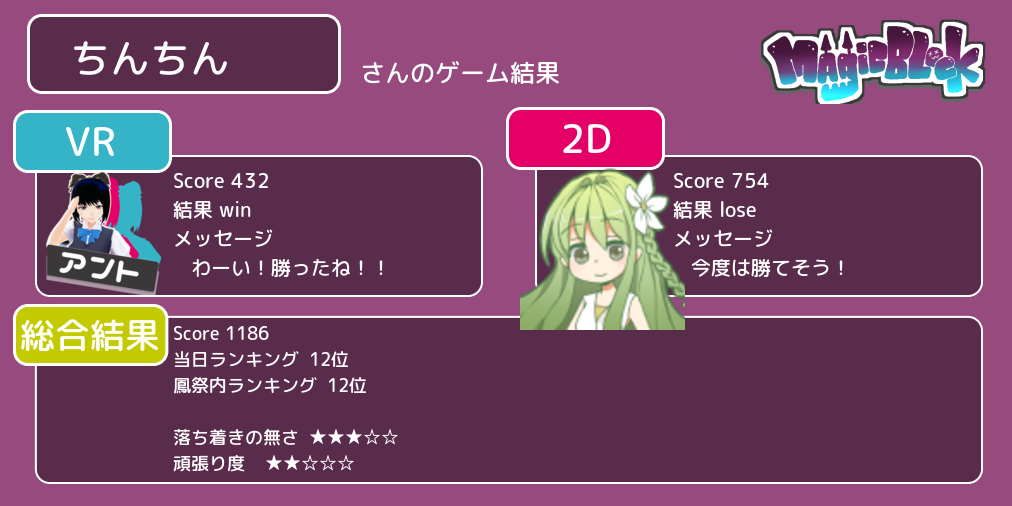 ちんちん
さんのゲーム結果
MagicBLock
VR
アント
Score 432
結果 win
メッセージ
わーい！勝ったね！！
2D
Score 754
結果 lose
メッセージ
今度は勝てそう！
総合結果
Score 1186
当日ランキング 12位
鳳祭内ランキング 12位
落ち着きの無さ ★★★☆☆
頑張り度 ★★☆☆☆